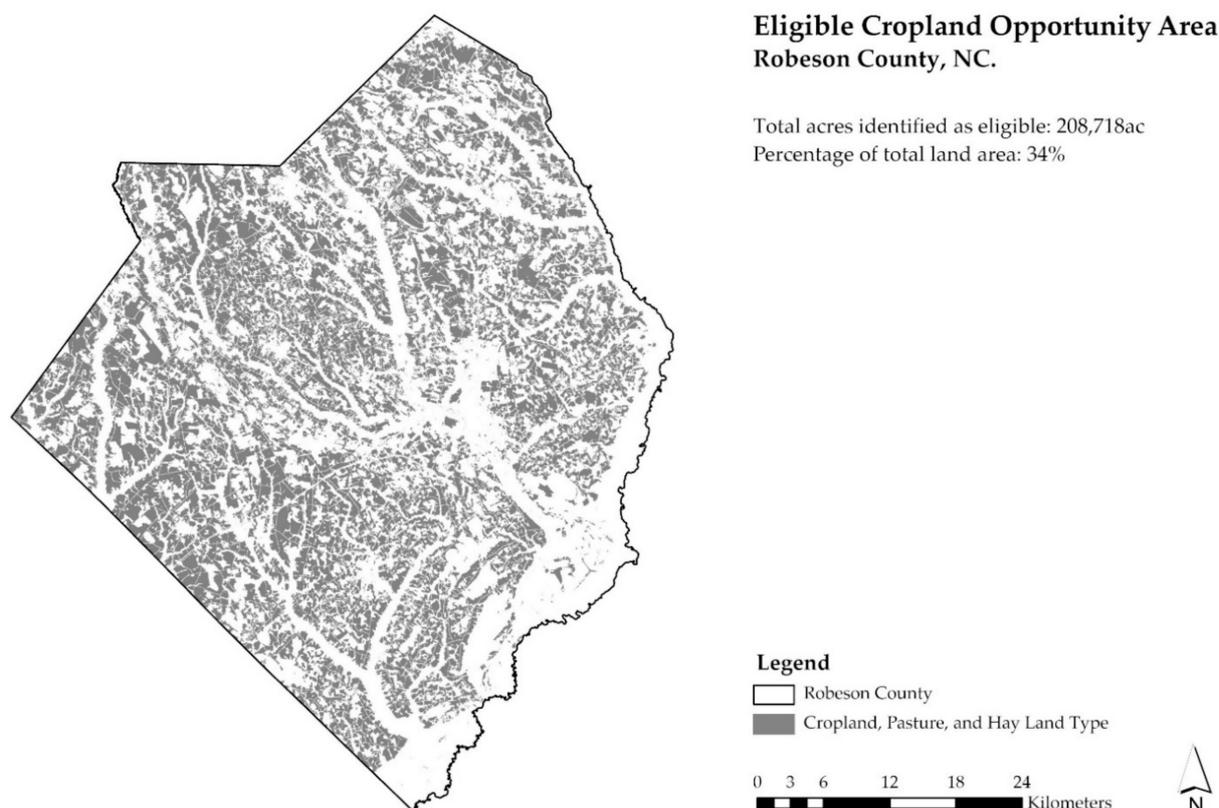 Eligible Cropland Opportunity Area
Robeson County, NC.
Total acres identified as eligible: 208,718ac
Percentage of total land area: 34%
Legend
Robeson County
Cropland, Pasture, and Hay Land Type
0 3 6 12 18 24
Kilometers
N